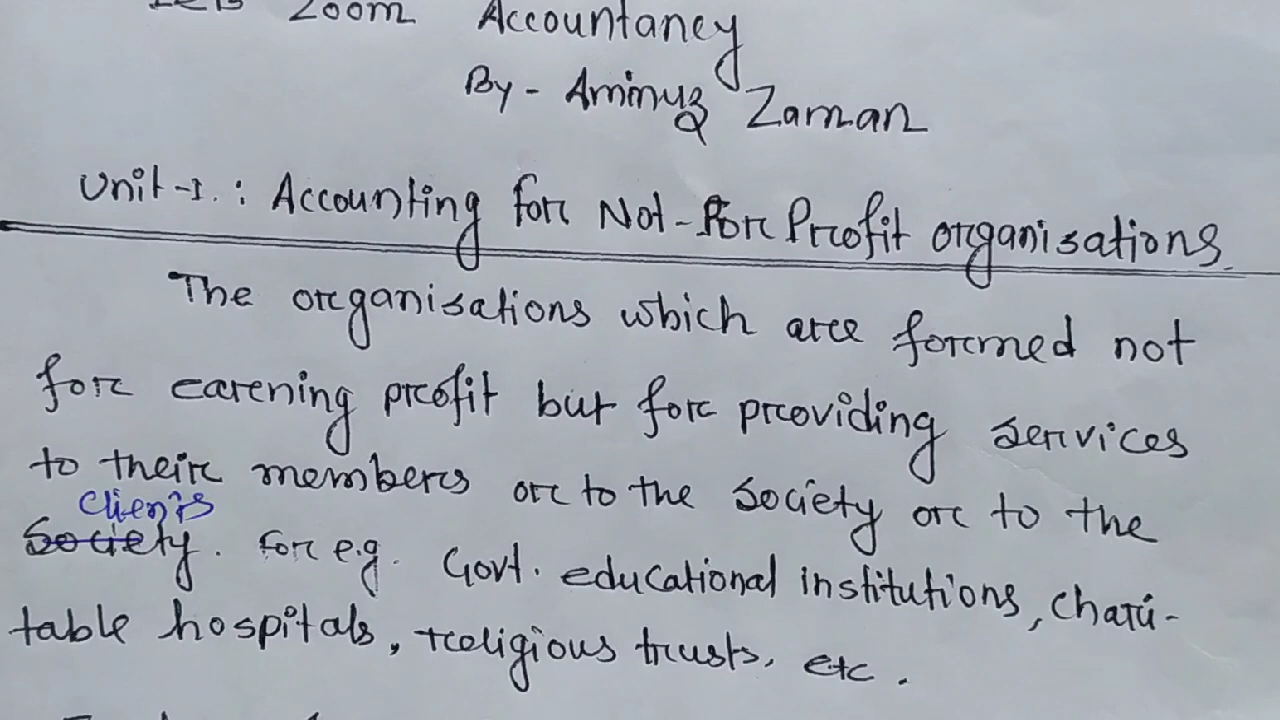 Zoom Accountancy
By - Aminuz Zaman
Unit-I. : Accounting for Not-For Profit organisations.
The organisations which are formed not
for earening profit but for providing services
to their members or to the society or to the
Clients
Society. For e.g. Govt. educational institutions, chari-
table hospitals, religious trusts, etc.